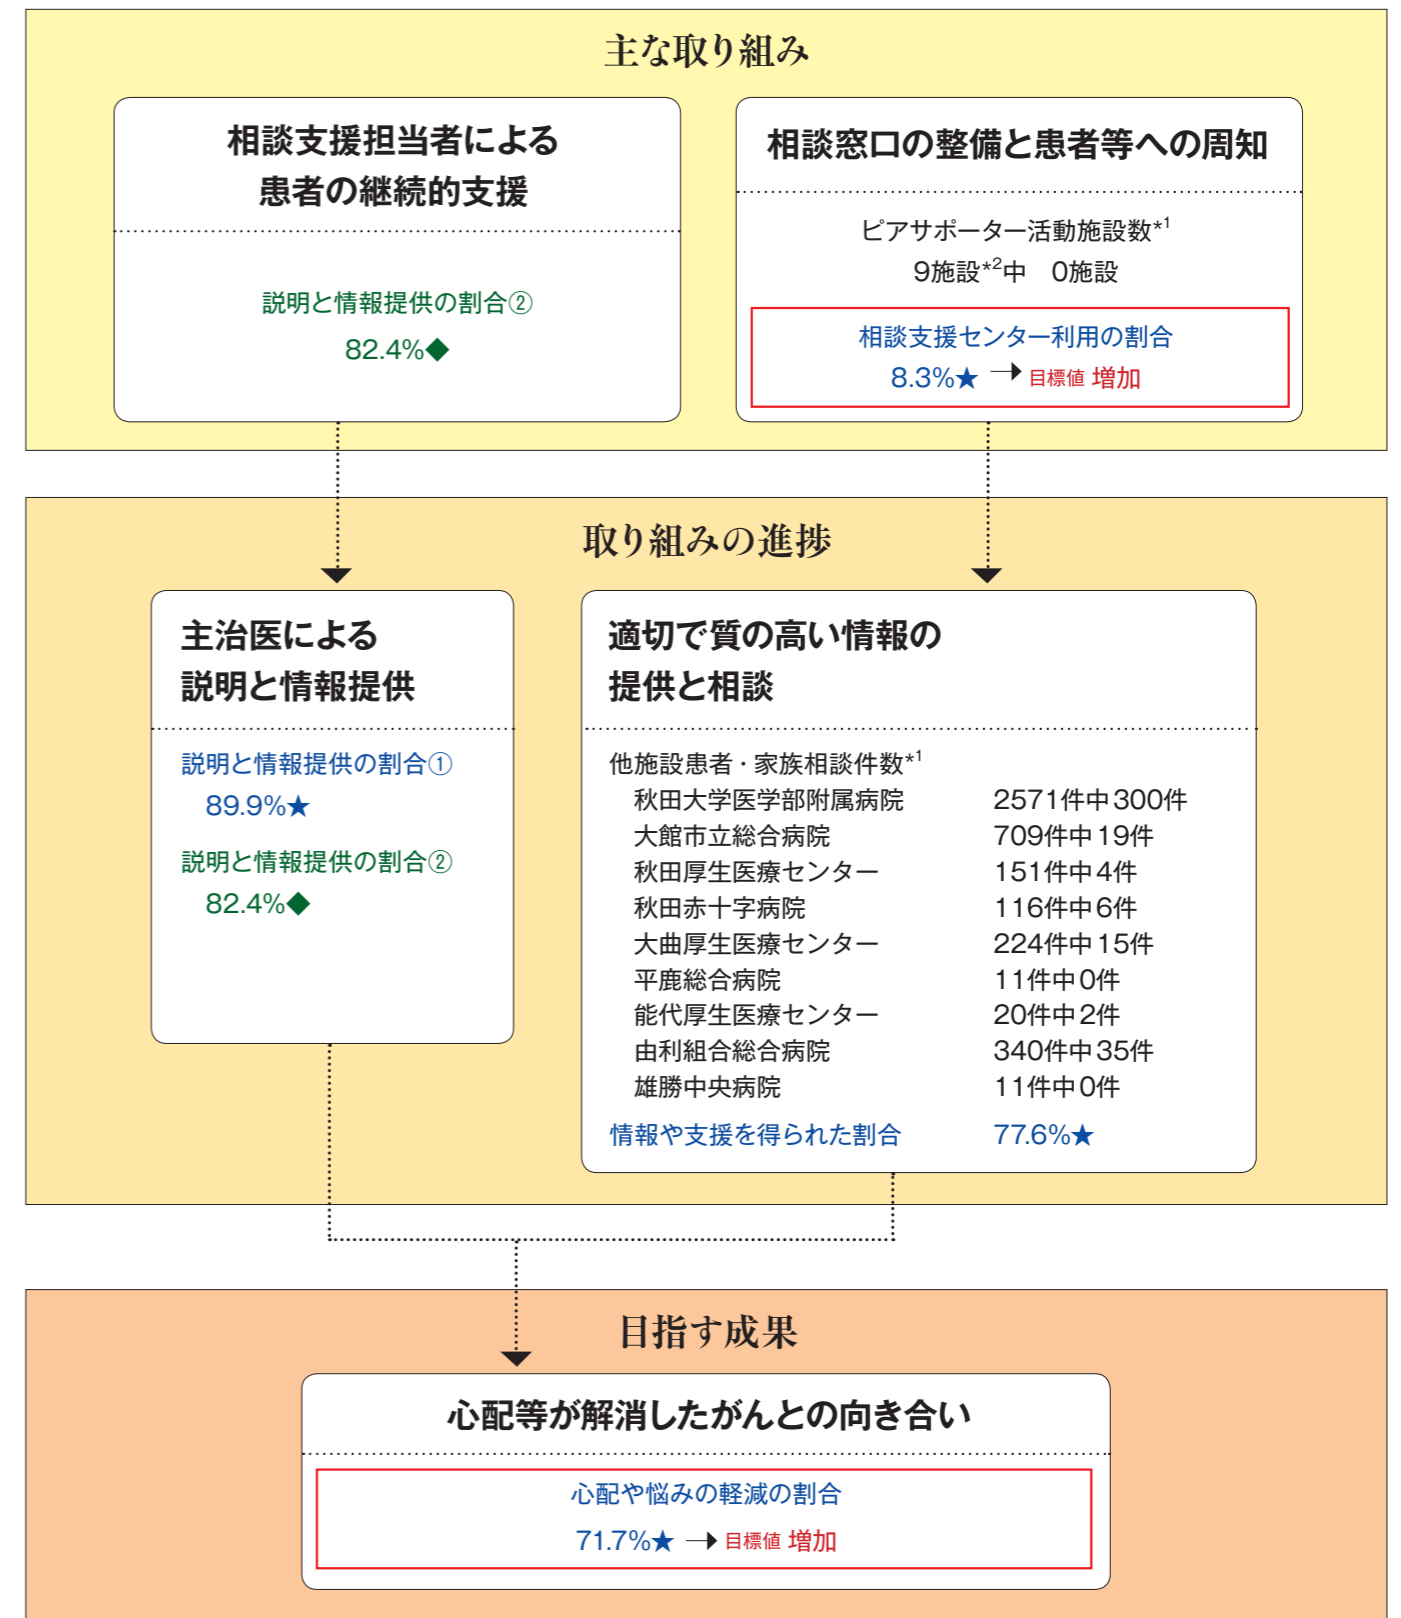 主な取り組み
相談支援担当者による
患者の継続的支援
説明と情報提供の割合②
82.4%◆
相談窓口の整備と患者等への周知
ピアサポーター活動施設数*1
9施設*2中　0施設
相談支援センター利用の割合
8.3%★ → 目標値 増加
取り組みの進捗
主治医による
説明と情報提供
説明と情報提供の割合①
89.9%★
説明と情報提供の割合②
82.4%◆
適切で質の高い情報の
提供と相談
他施設患者・家族相談件数*1
秋田大学医学部附属病院　2571件中300件
大館市立総合病院　709件中19件
秋田厚生医療センター　151件中4件
秋田赤十字病院　116件中6件
大曲厚生医療センター　224件中15件
平鹿総合病院　11件中0件
能代厚生医療センター　20件中2件
由利組合総合病院　340件中35件
雄勝中央病院　11件中0件
情報や支援を得られた割合　77.6%★
目指す成果
心配等が解消したがんとの向き合い
心配や悩みの軽減の割合
71.7%★ → 目標値 増加